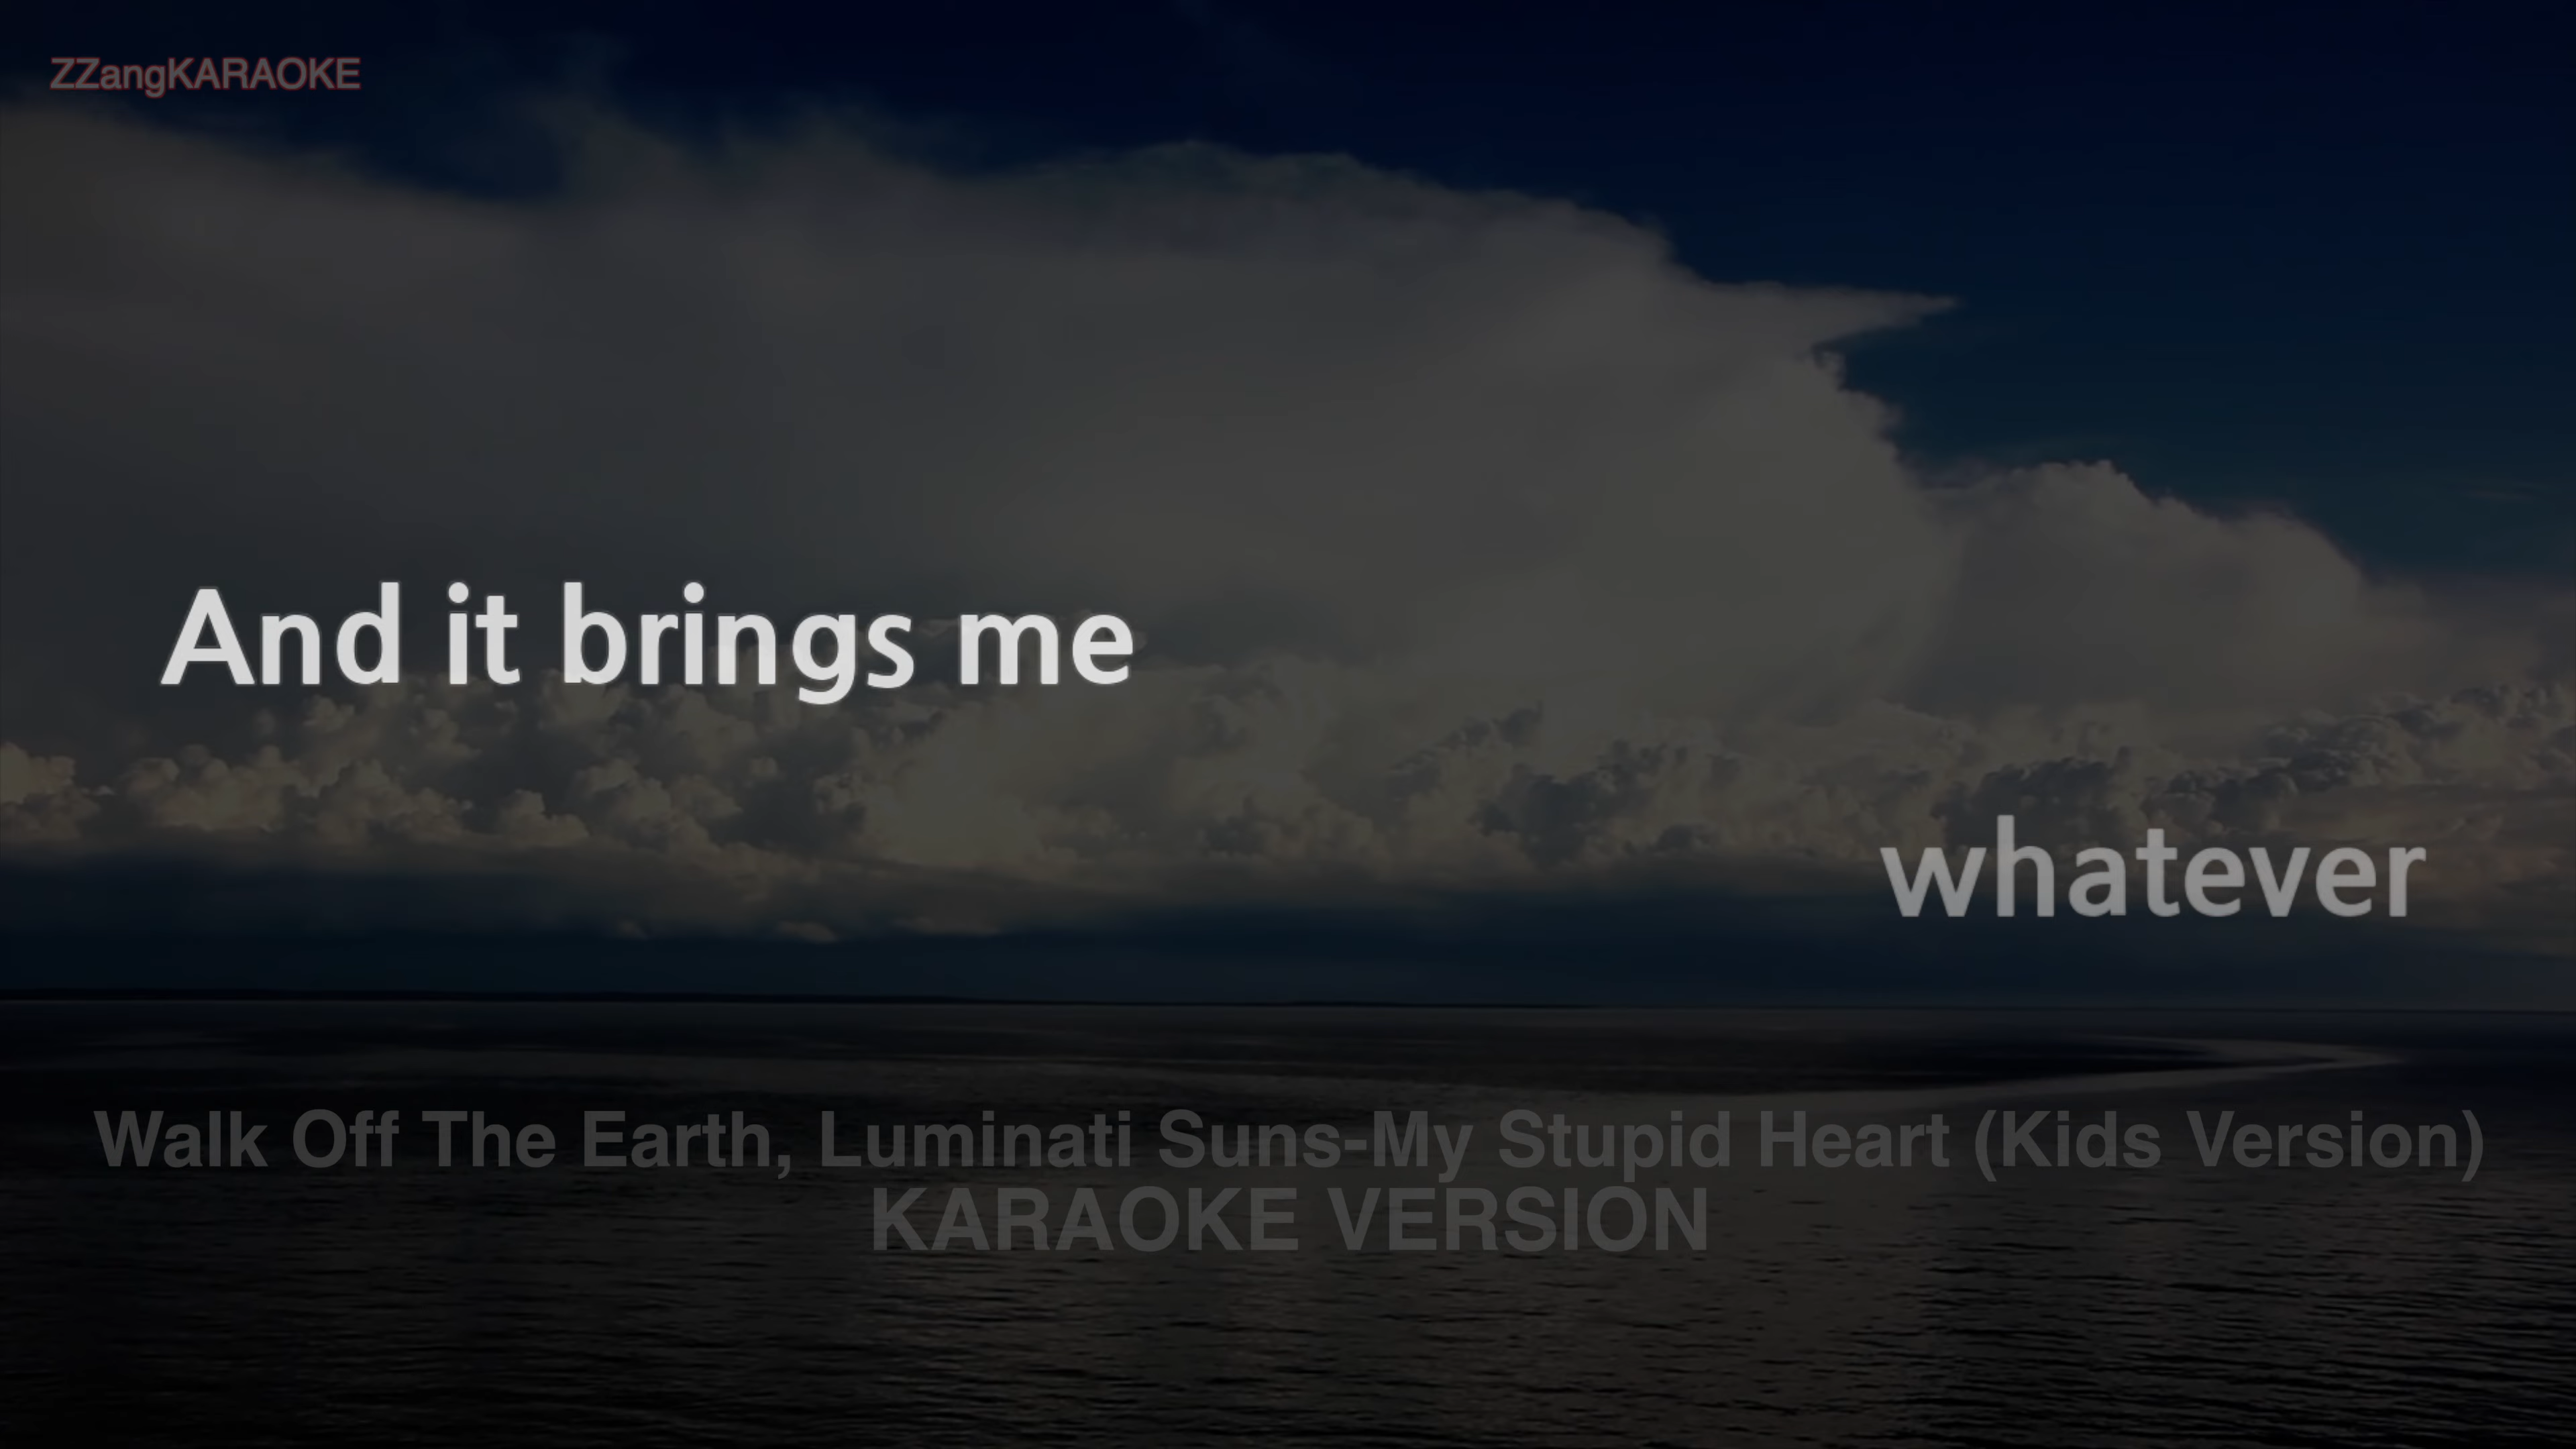 ZZangKARAOKE
And it brings me
whatever
Walk Off The Earth, Luminati Suns-My Stupid Heart (Kids Version)
KARAOKE VERSION